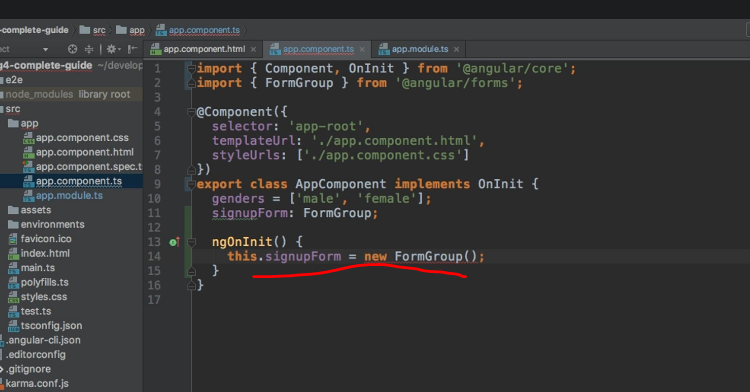 g4-complete-guide › src › app › app.component.ts
ect
app.component.html × app.component.ts × app.module.ts ×
g4-complete-guide ~/develop
e2e
node_modules library root
src
app
app.component.css
app.component.html
app.component.spec.t
app.component.ts
app.module.ts
assets
environments
favicon.ico
index.html
main.ts
polyfills.ts
styles.css
test.ts
tsconfig.json
.angular-cli.json
.editorconfig
.gitignore
karma.conf.js
1 import { Component, OnInit } from '@angular/core';
2 import { FormGroup } from '@angular/forms';
3
4 @Component({
5 selector: 'app-root',
6 templateUrl: './app.component.html',
7 styleUrls: ['./app.component.css']
8 })
9 export class AppComponent implements OnInit {
10 genders = ['male', 'female'];
11 signupForm: FormGroup;
12
13 ngOnInit() {
14 this.signupForm = new FormGroup();
15 }
16 }
17